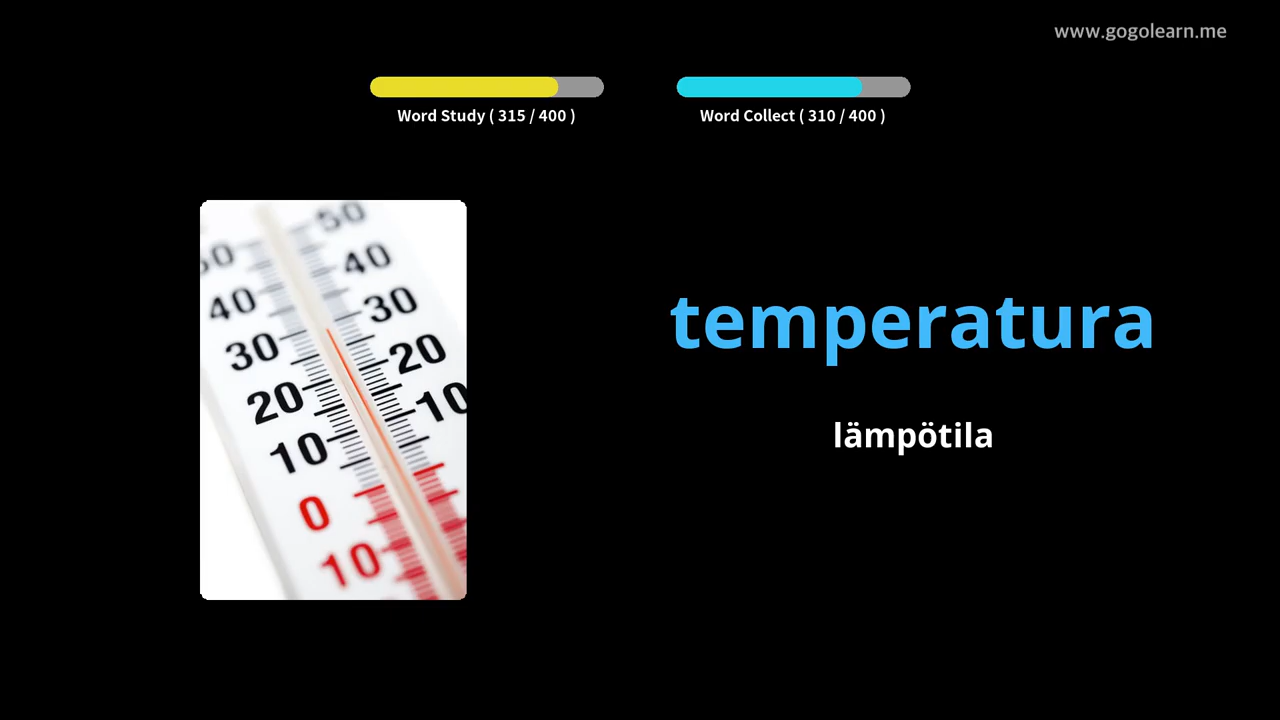 www.gogolearn.me
Word Study ( 315 / 400 )
Word Collect ( 310 / 400 )
50
40
40
30
30
20
20
10
10
0
10
temperatura
lämpötila